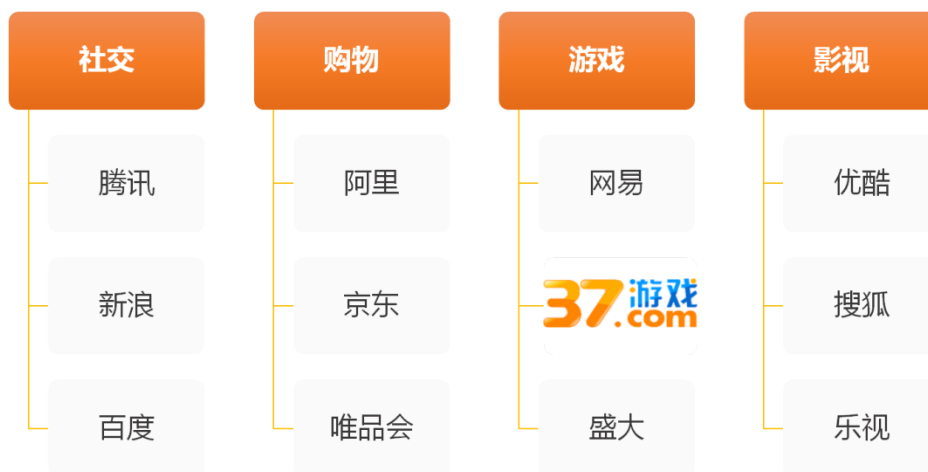 社交
腾讯
新浪
百度
购物
阿里
京东
唯品会
游戏
网易
37游戏
.com
盛大
影视
优酷
搜狐
乐视